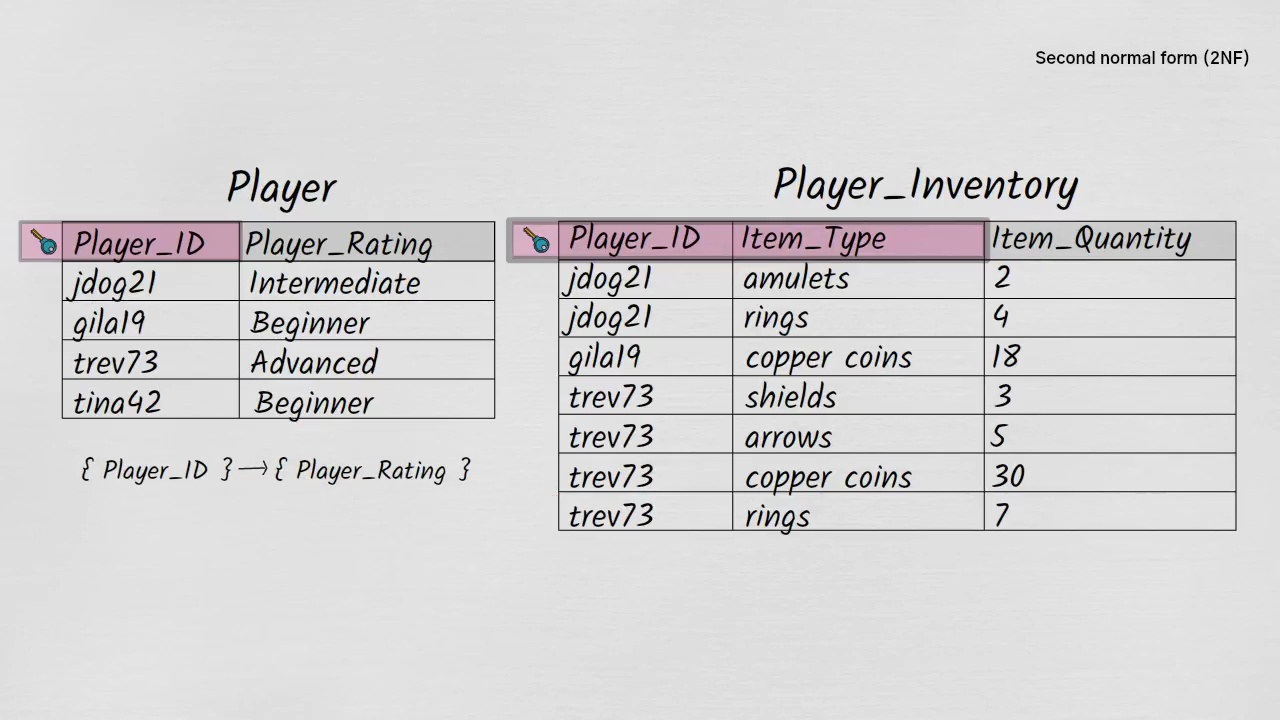 Second normal form (2NF)
Player
Player_ID Player_Rating
jdog21 Intermediate
gila19 Beginner
trev73 Advanced
tina42 Beginner
{ Player_ID } → { Player_Rating }
Player_Inventory
Player_ID Item_Type Item_Quantity
jdog21 amulets 2
jdog21 rings 4
gila19 copper coins 18
trev73 shields 3
trev73 arrows 5
trev73 copper coins 30
trev73 rings 7